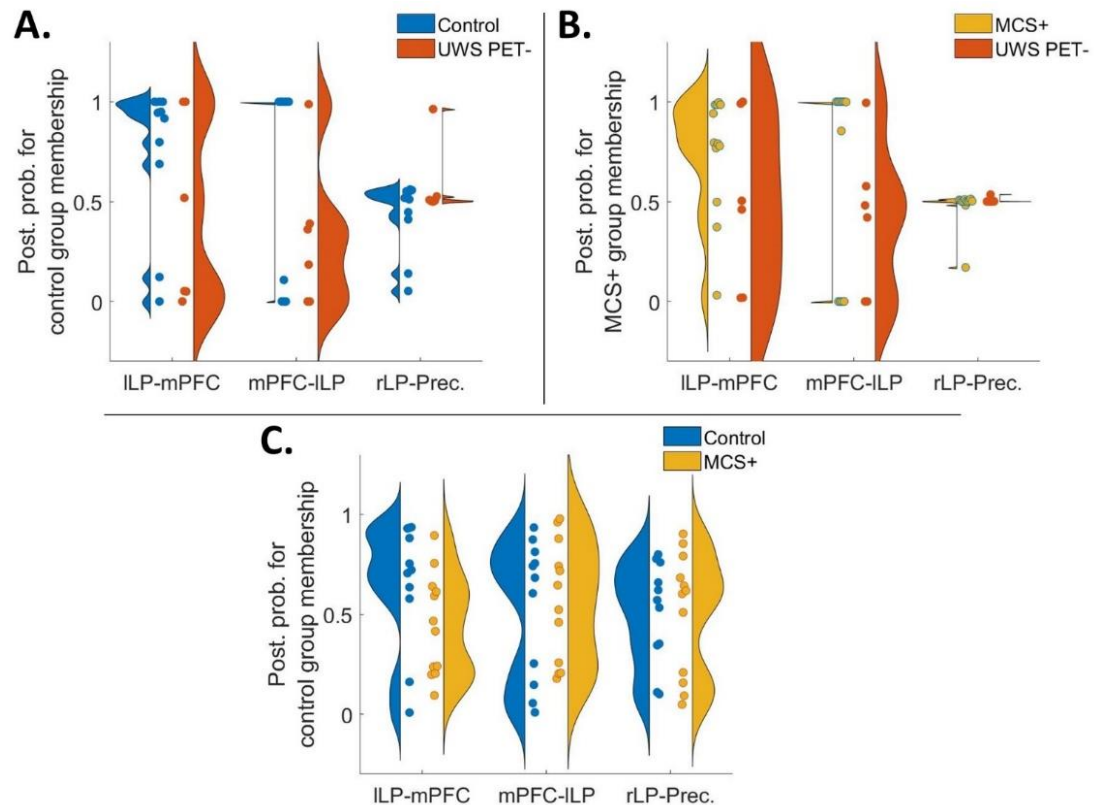 A.
Control
UWS PET-
Post. prob. for
control group membership
1
0.5
0
lLP-mPFC
mPFC-lLP
rLP-Prec.
B.
MCS+
UWS PET-
Post. prob. for
MCS+ group membership
1
0.5
0
lLP-mPFC
mPFC-lLP
rLP-Prec.
C.
Control
MCS+
Post. prob. for
control group membership
1
0.5
0
lLP-mPFC
mPFC-lLP
rLP-Prec.